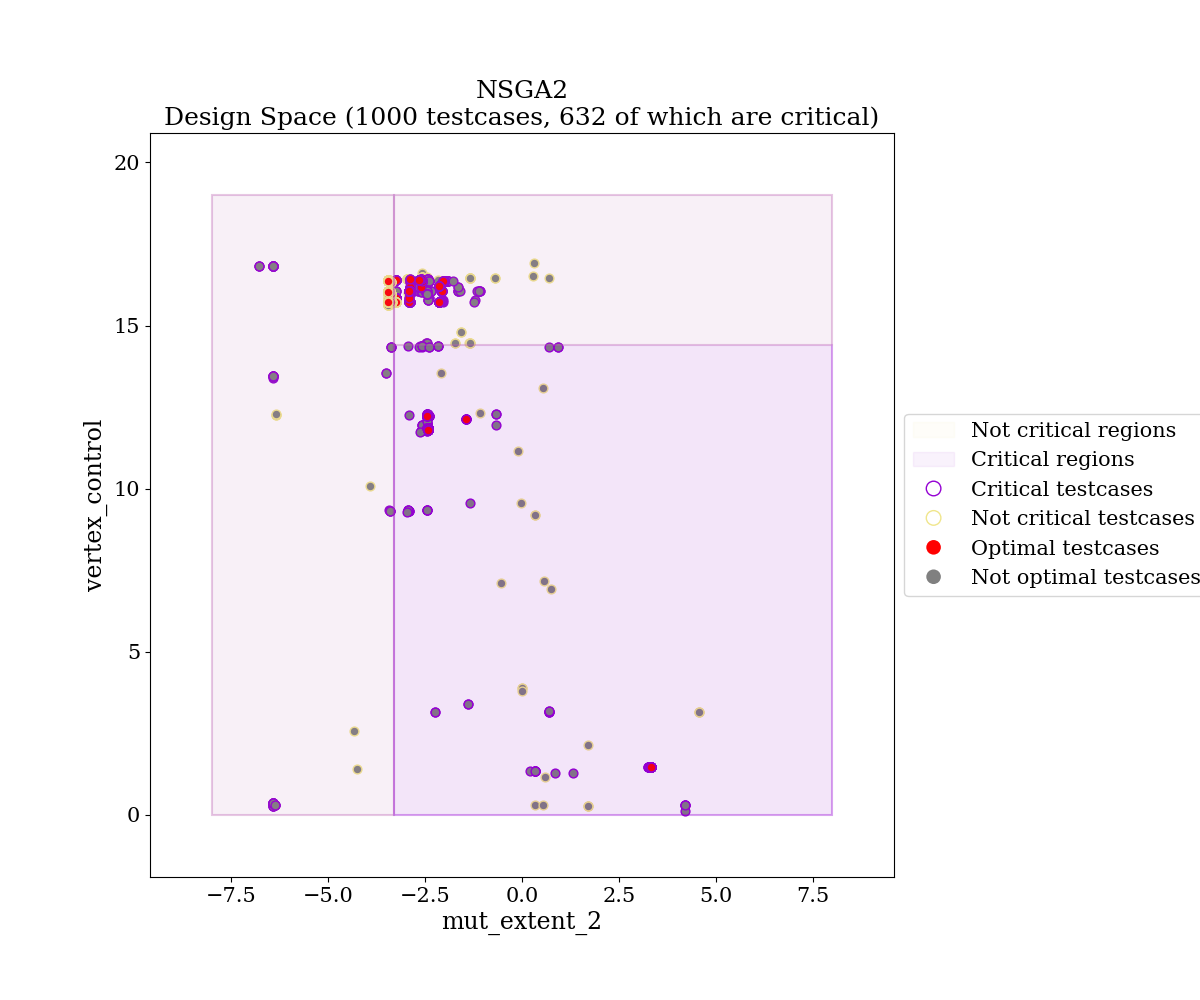 NSGA2
Design Space (1000 testcases, 632 of which are critical)
20
15
10
5
0
vertex_control
−7.5
−5.0
−2.5
0.0
2.5
5.0
7.5
mut_extent_2
Not critical regions
Critical regions
Critical testcases
Not critical testcases
Optimal testcases
Not optimal testcases